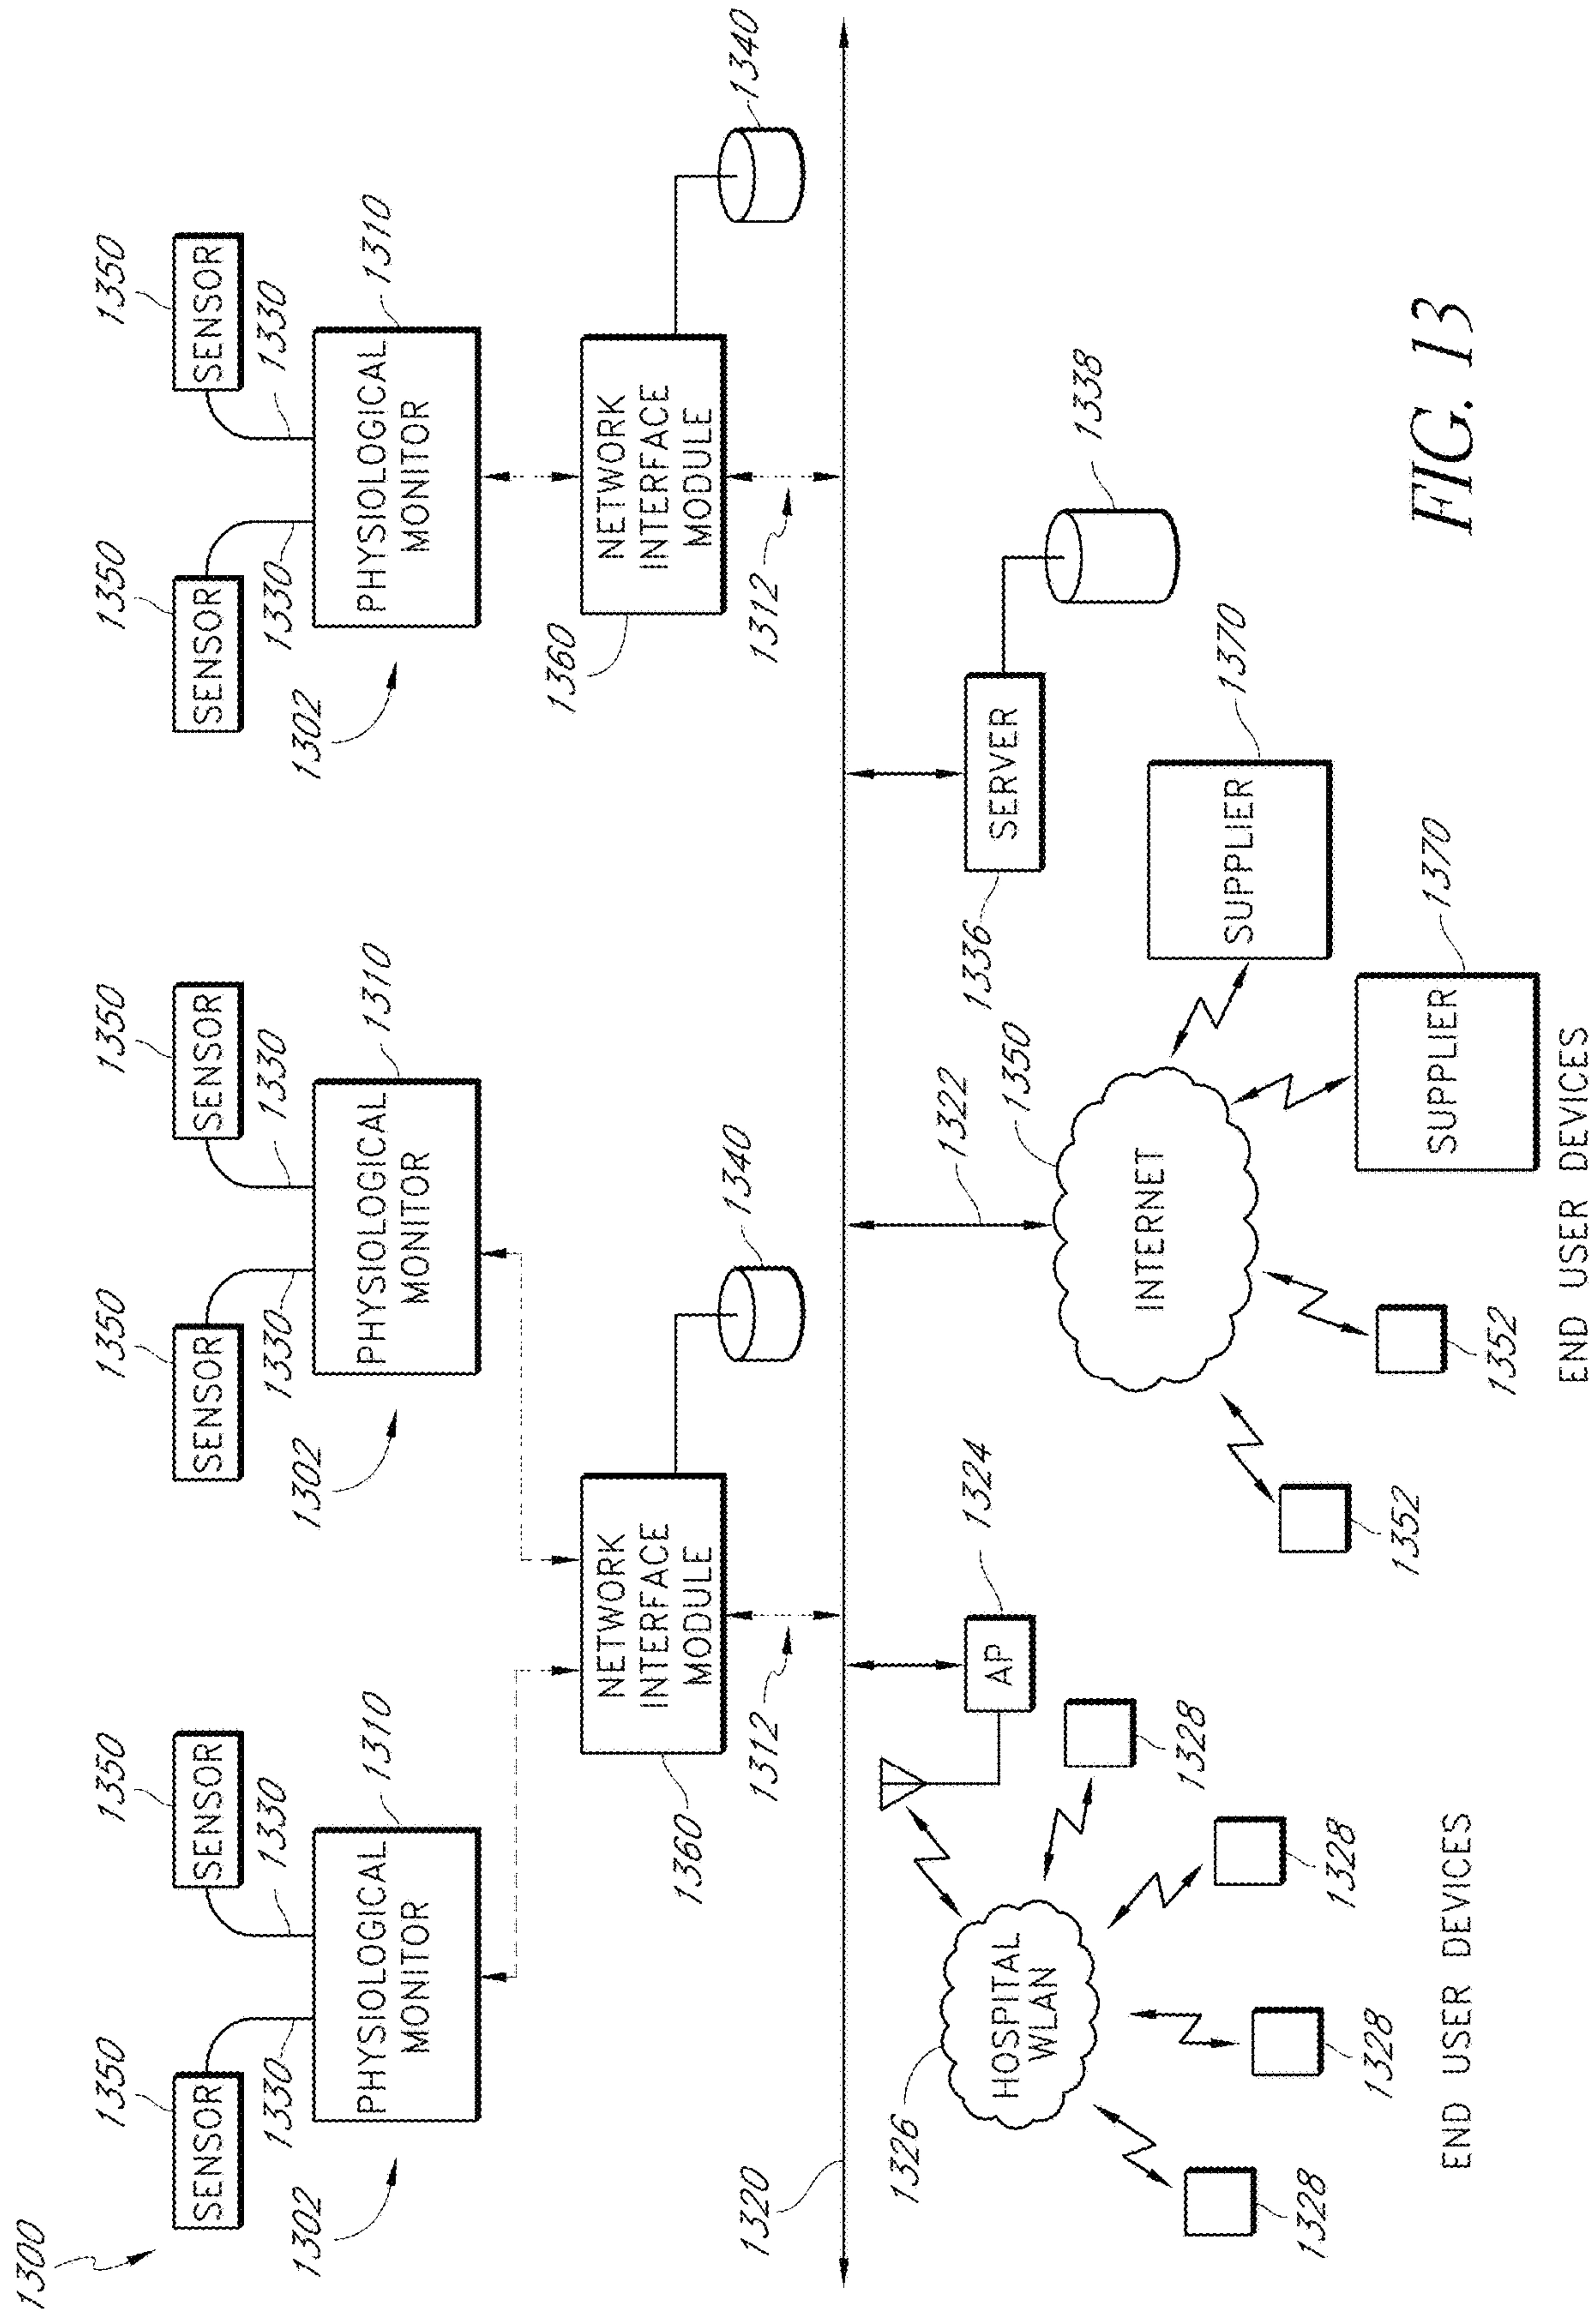 1300
1350
1350
1350
1350
1350
1350
SENSOR
SENSOR
SENSOR
SENSOR
SENSOR
SENSOR
1330
1330
1330
1330
1330
1330
1302
PHYSIOLOGICAL
MONITOR
1310
1302
PHYSIOLOGICAL
MONITOR
1310
1302
PHYSIOLOGICAL
MONITOR
1310
1360
NETWORK
INTERFACE
MODULE
1340
1360
NETWORK
INTERFACE
MODULE
1340
1312
1312
1320
1326
HOSPITAL
WLAN
AP
1324
1322
1350
INTERNET
1336
SERVER
1338
1328
1328
1328
1328
1352
1352
SUPPLIER
1370
SUPPLIER
1370
END USER DEVICES
END USER DEVICES
FIG. 13